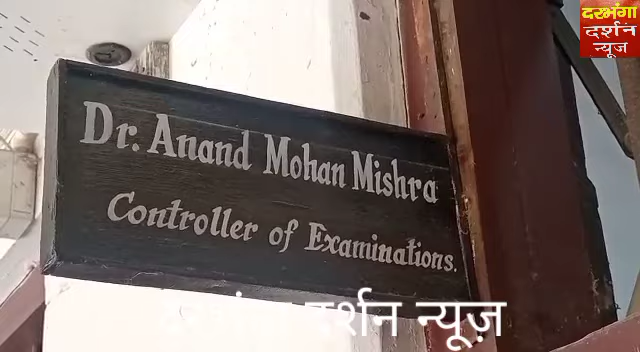 दरभंगा
दर्शन
न्यूज
Dr. Anand Mohan Mishra
Controller of Examinations.
दर्शन न्यूज़